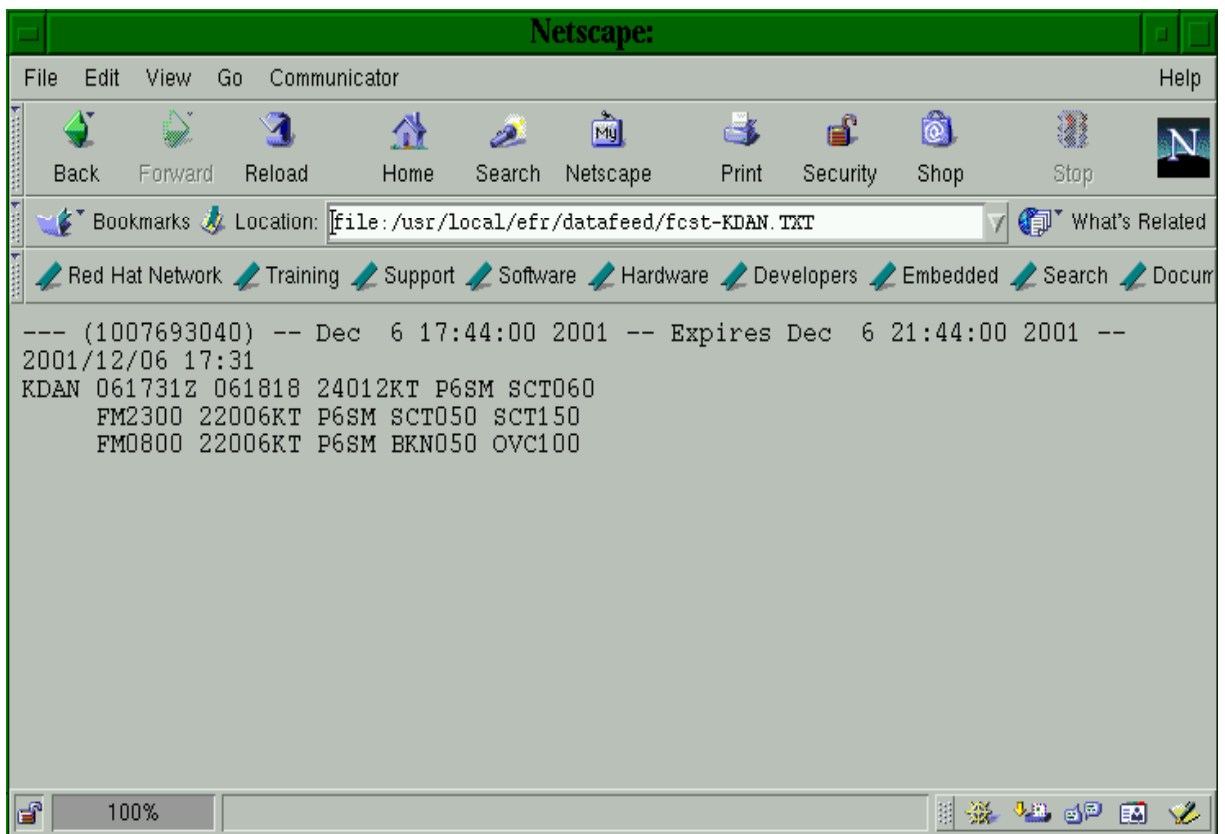 Netscape:
File Edit View Go Communicator Help
My N
Back Forward Reload Home Search Netscape Print Security Shop Stop
Bookmarks Location: file:/usr/local/efr/datafeed/fcst-KDAN.TXT What's Related
Red Hat Network Training Support Software Hardware Developers Embedded Search Docum
--- (1007693040) -- Dec  6 17:44:00 2001 -- Expires Dec  6 21:44:00 2001 --
2001/12/06 17:31
KDAN 061731Z 061818 24012KT P6SM SCT060
      FM2300 22006KT P6SM SCT050 SCT150
      FM0800 22006KT P6SM BKN050 OVC100
100%